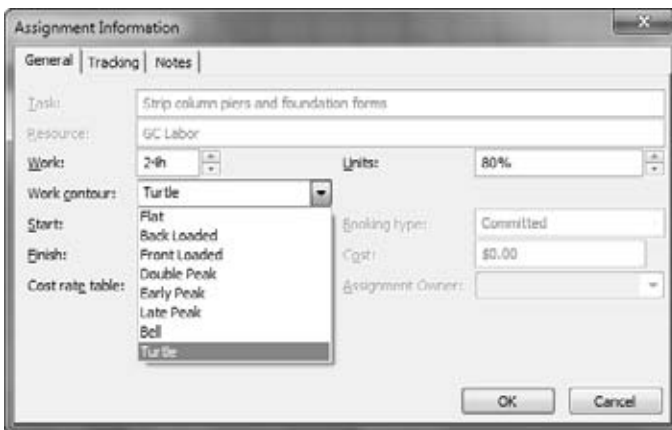 Assignment Information
General Tracking Notes
Task: Strip column piers and foundation forms
Resource: GC Labor
Work: 24h Units: 80%
Work contour: Turtle
Start: Flat Booking type: Committed
Back Loaded
Finish: Front Loaded Cost: $0.00
Double Peak
Cost rate table: Early Peak Assignment Owner:
Late Peak
Bell
Turtle
OK Cancel